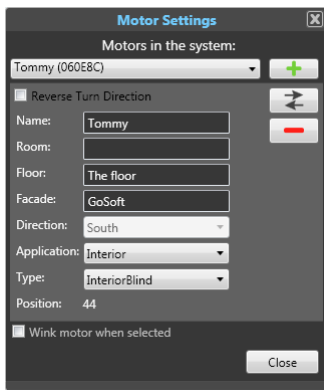 Motor Settings
Motors in the system:
Tommy (060E8C)
Reverse Turn Direction
Name: Tommy
Room:
Floor: The floor
Facade: GoSoft
Direction: South
Application: Interior
Type: InteriorBlind
Position: 44
Wink motor when selected
Close